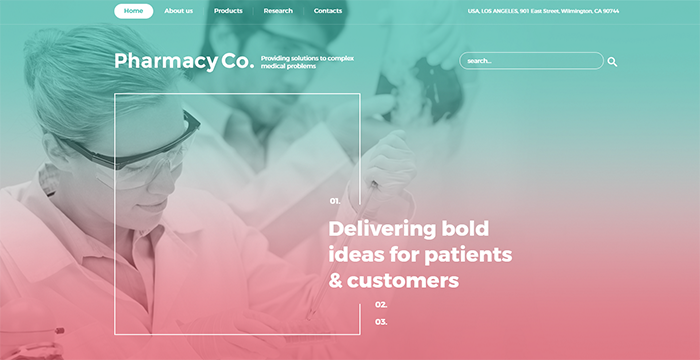 Home About us Products Research Contacts USA, LOS ANGELES, 901 East Street, Wilmington, CA 90744
Pharmacy Co.
Providing solutions to complex
medical problems
search...
01.
Delivering bold
ideas for patients
& customers
02.
03.